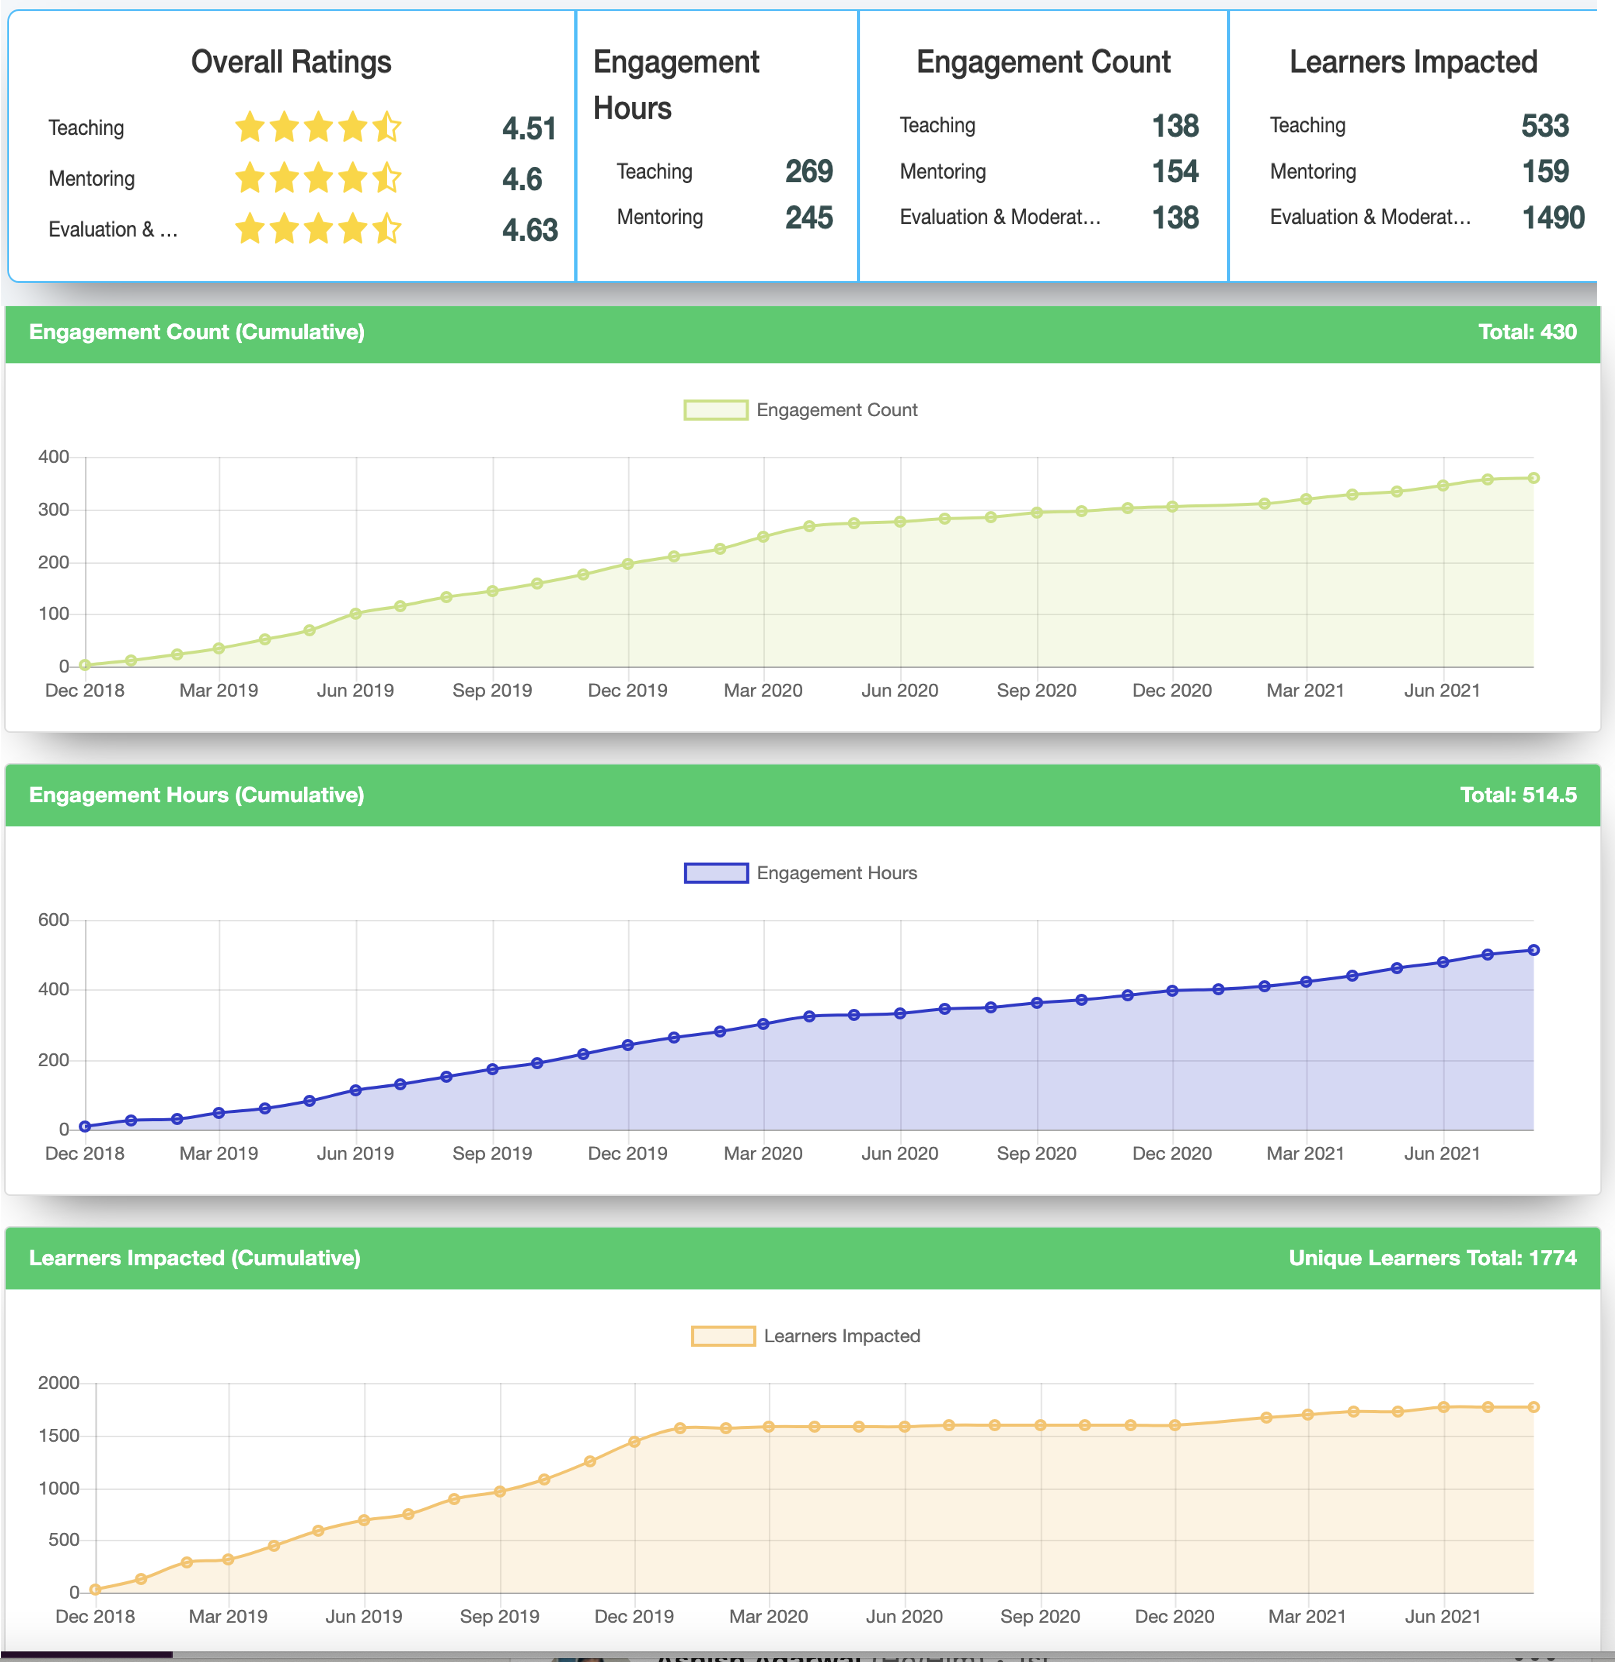 Overall Ratings
Teaching 4.51
Mentoring 4.6
Evaluation & ... 4.63
Engagement
Hours
Teaching 269
Mentoring 245
Engagement Count
Teaching 138
Mentoring 154
Evaluation & Moderat... 138
Learners Impacted
Teaching 533
Mentoring 159
Evaluation & Moderat... 1490
Engagement Count (Cumulative) Total: 430
Engagement Count
400
300
200
100
0
Dec 2018 Mar 2019 Jun 2019 Sep 2019 Dec 2019 Mar 2020 Jun 2020 Sep 2020 Dec 2020 Mar 2021 Jun 2021
Engagement Hours (Cumulative) Total: 514.5
Engagement Hours
600
400
200
0
Dec 2018 Mar 2019 Jun 2019 Sep 2019 Dec 2019 Mar 2020 Jun 2020 Sep 2020 Dec 2020 Mar 2021 Jun 2021
Learners Impacted (Cumulative) Unique Learners Total: 1774
Learners Impacted
2000
1500
1000
500
0
Dec 2018 Mar 2019 Jun 2019 Sep 2019 Dec 2019 Mar 2020 Jun 2020 Sep 2020 Dec 2020 Mar 2021 Jun 2021
Ashish Agarwal (He/Him) • 1st